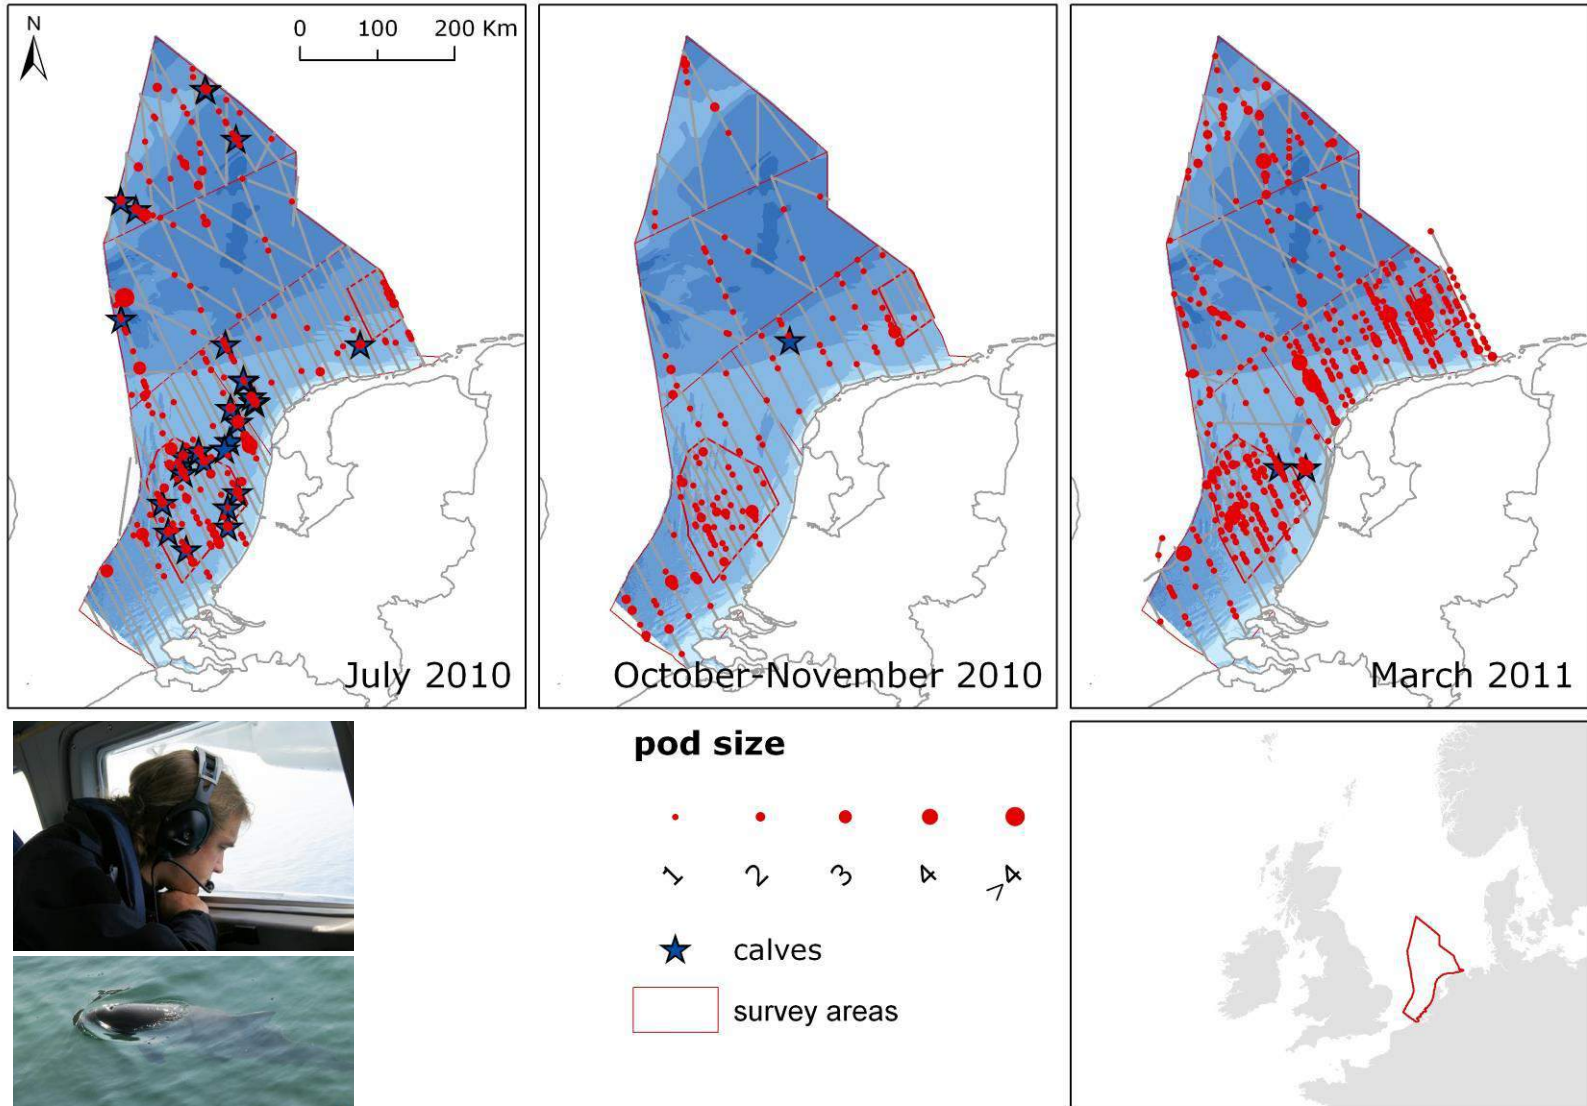 N
0 100 200 Km
July 2010
October-November 2010
March 2011
pod size
1 2 3 4 >4
calves
survey areas